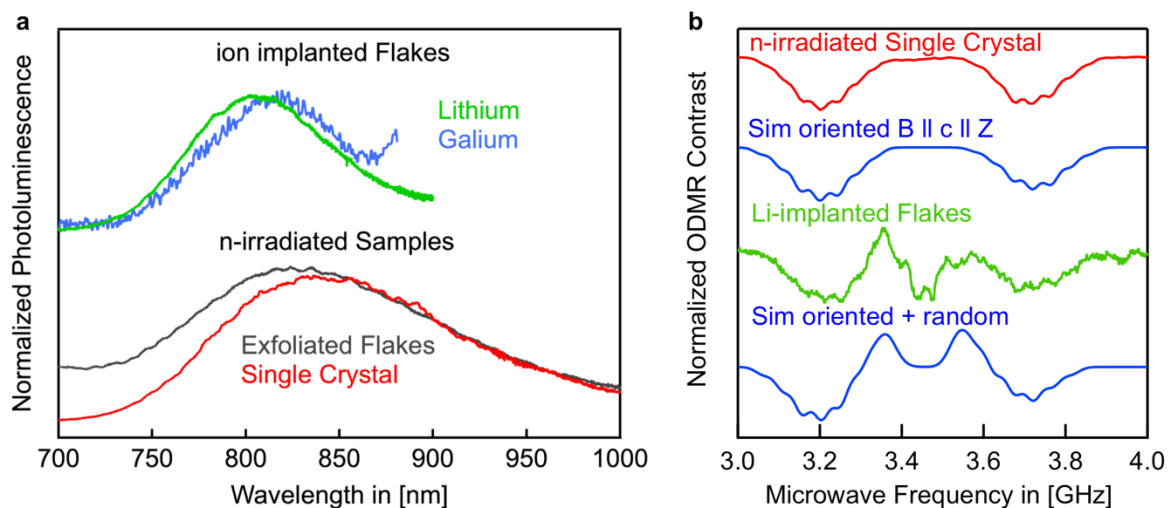 a
ion implanted Flakes
Lithium
Galium
n-irradiated Samples
Exfoliated Flakes
Single Crystal
Normalized Photoluminescence
700 750 800 850 900 950 1000
Wavelength in [nm]
b
n-irradiated Single Crystal
Sim oriented B ll c ll Z
Li-implanted Flakes
Sim oriented + random
Normalized ODMR Contrast
3.0 3.2 3.4 3.6 3.8 4.0
Microwave Frequency in [GHz]